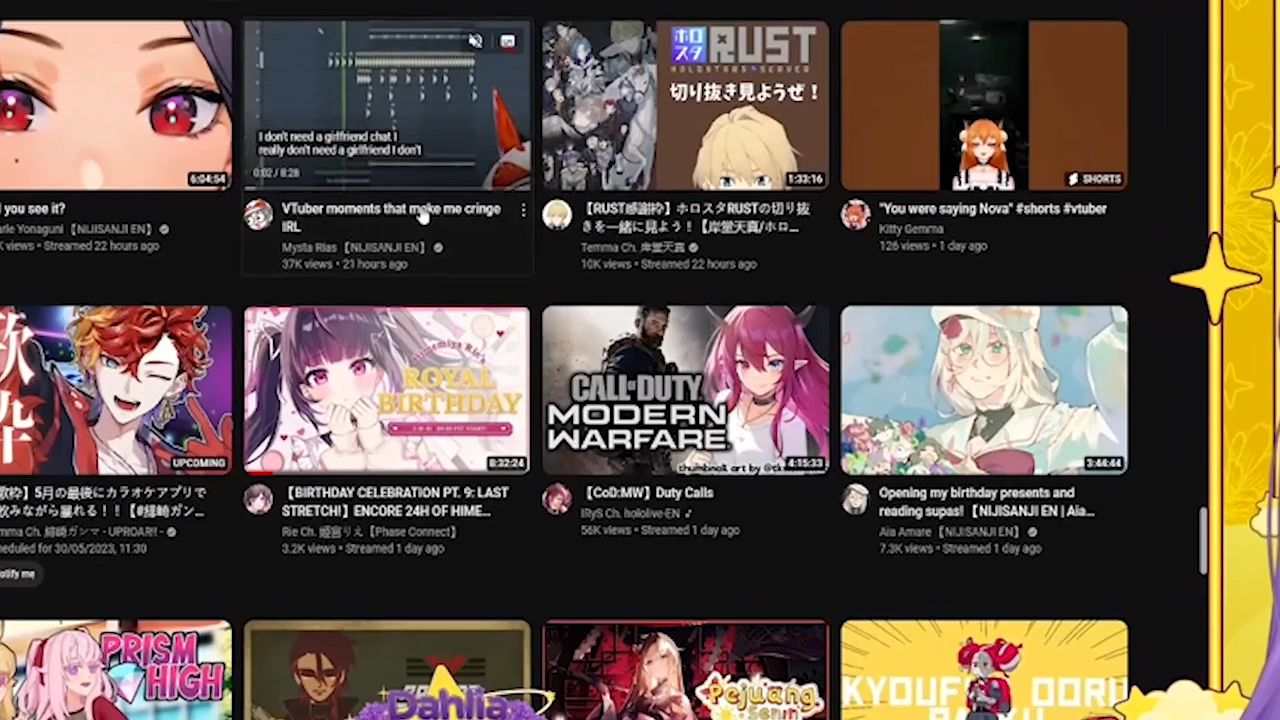 6:04:54
I don't need a girlfriend chat I
really don't need a girlfriend I don't
0:02 / 8:28
ホロスタ RUST
HOLOSTARS SERVER
切り抜き見ようぜ！
1:33:16
SHORTS
you see it?
rle Yonaguni 【NIJISANJI EN】
K views • Streamed 22 hours ago
VTuber moments that make me cringe
IRL
Mysta Rias 【NIJISANJI EN】
37K views • 21 hours ago
【RUST感謝枠】ホロスタRUSTの切り抜
きを一緒に見よう！【岸堂天真/ホロ...
Temma Ch. 岸堂天真
10K views • Streamed 22 hours ago
"You were saying Nova" #shorts #vtuber
Kitty Gemma
126 views • 1 day ago
UPCOMING
ROYAL
BIRTHDAY
8:32:24
CALL OF DUTY
MODERN
WARFARE
thumbnail art by
4:15:33
3:44:44
歌枠】5月の最後にカラオケアプリで
飲みながら暴れる！！【#緋崎ガン...
mma Ch. 緋崎ガンマ - UPROAR!! -
eduled for 30/05/2023, 11:30
otify me
【BIRTHDAY CELEBRATION PT. 9: LAST
STRETCH!】 ENCORE 24H OF HIME...
Rie Ch. 姫宮りえ【Phase Connect】
3.2K views • Streamed 1 day ago
【CoD:MW】 Duty Calls
IRyS Ch. hololive-EN
56K views • Streamed 1 day ago
Opening my birthday presents and
reading supas! 【NIJISANJI EN | Aia...
Aia Amare 【NIJISANJI EN】
7.3K views • Streamed 1 day ago
PRISM
HIGH
Dahlia
Pejuang
senin
KYOUF